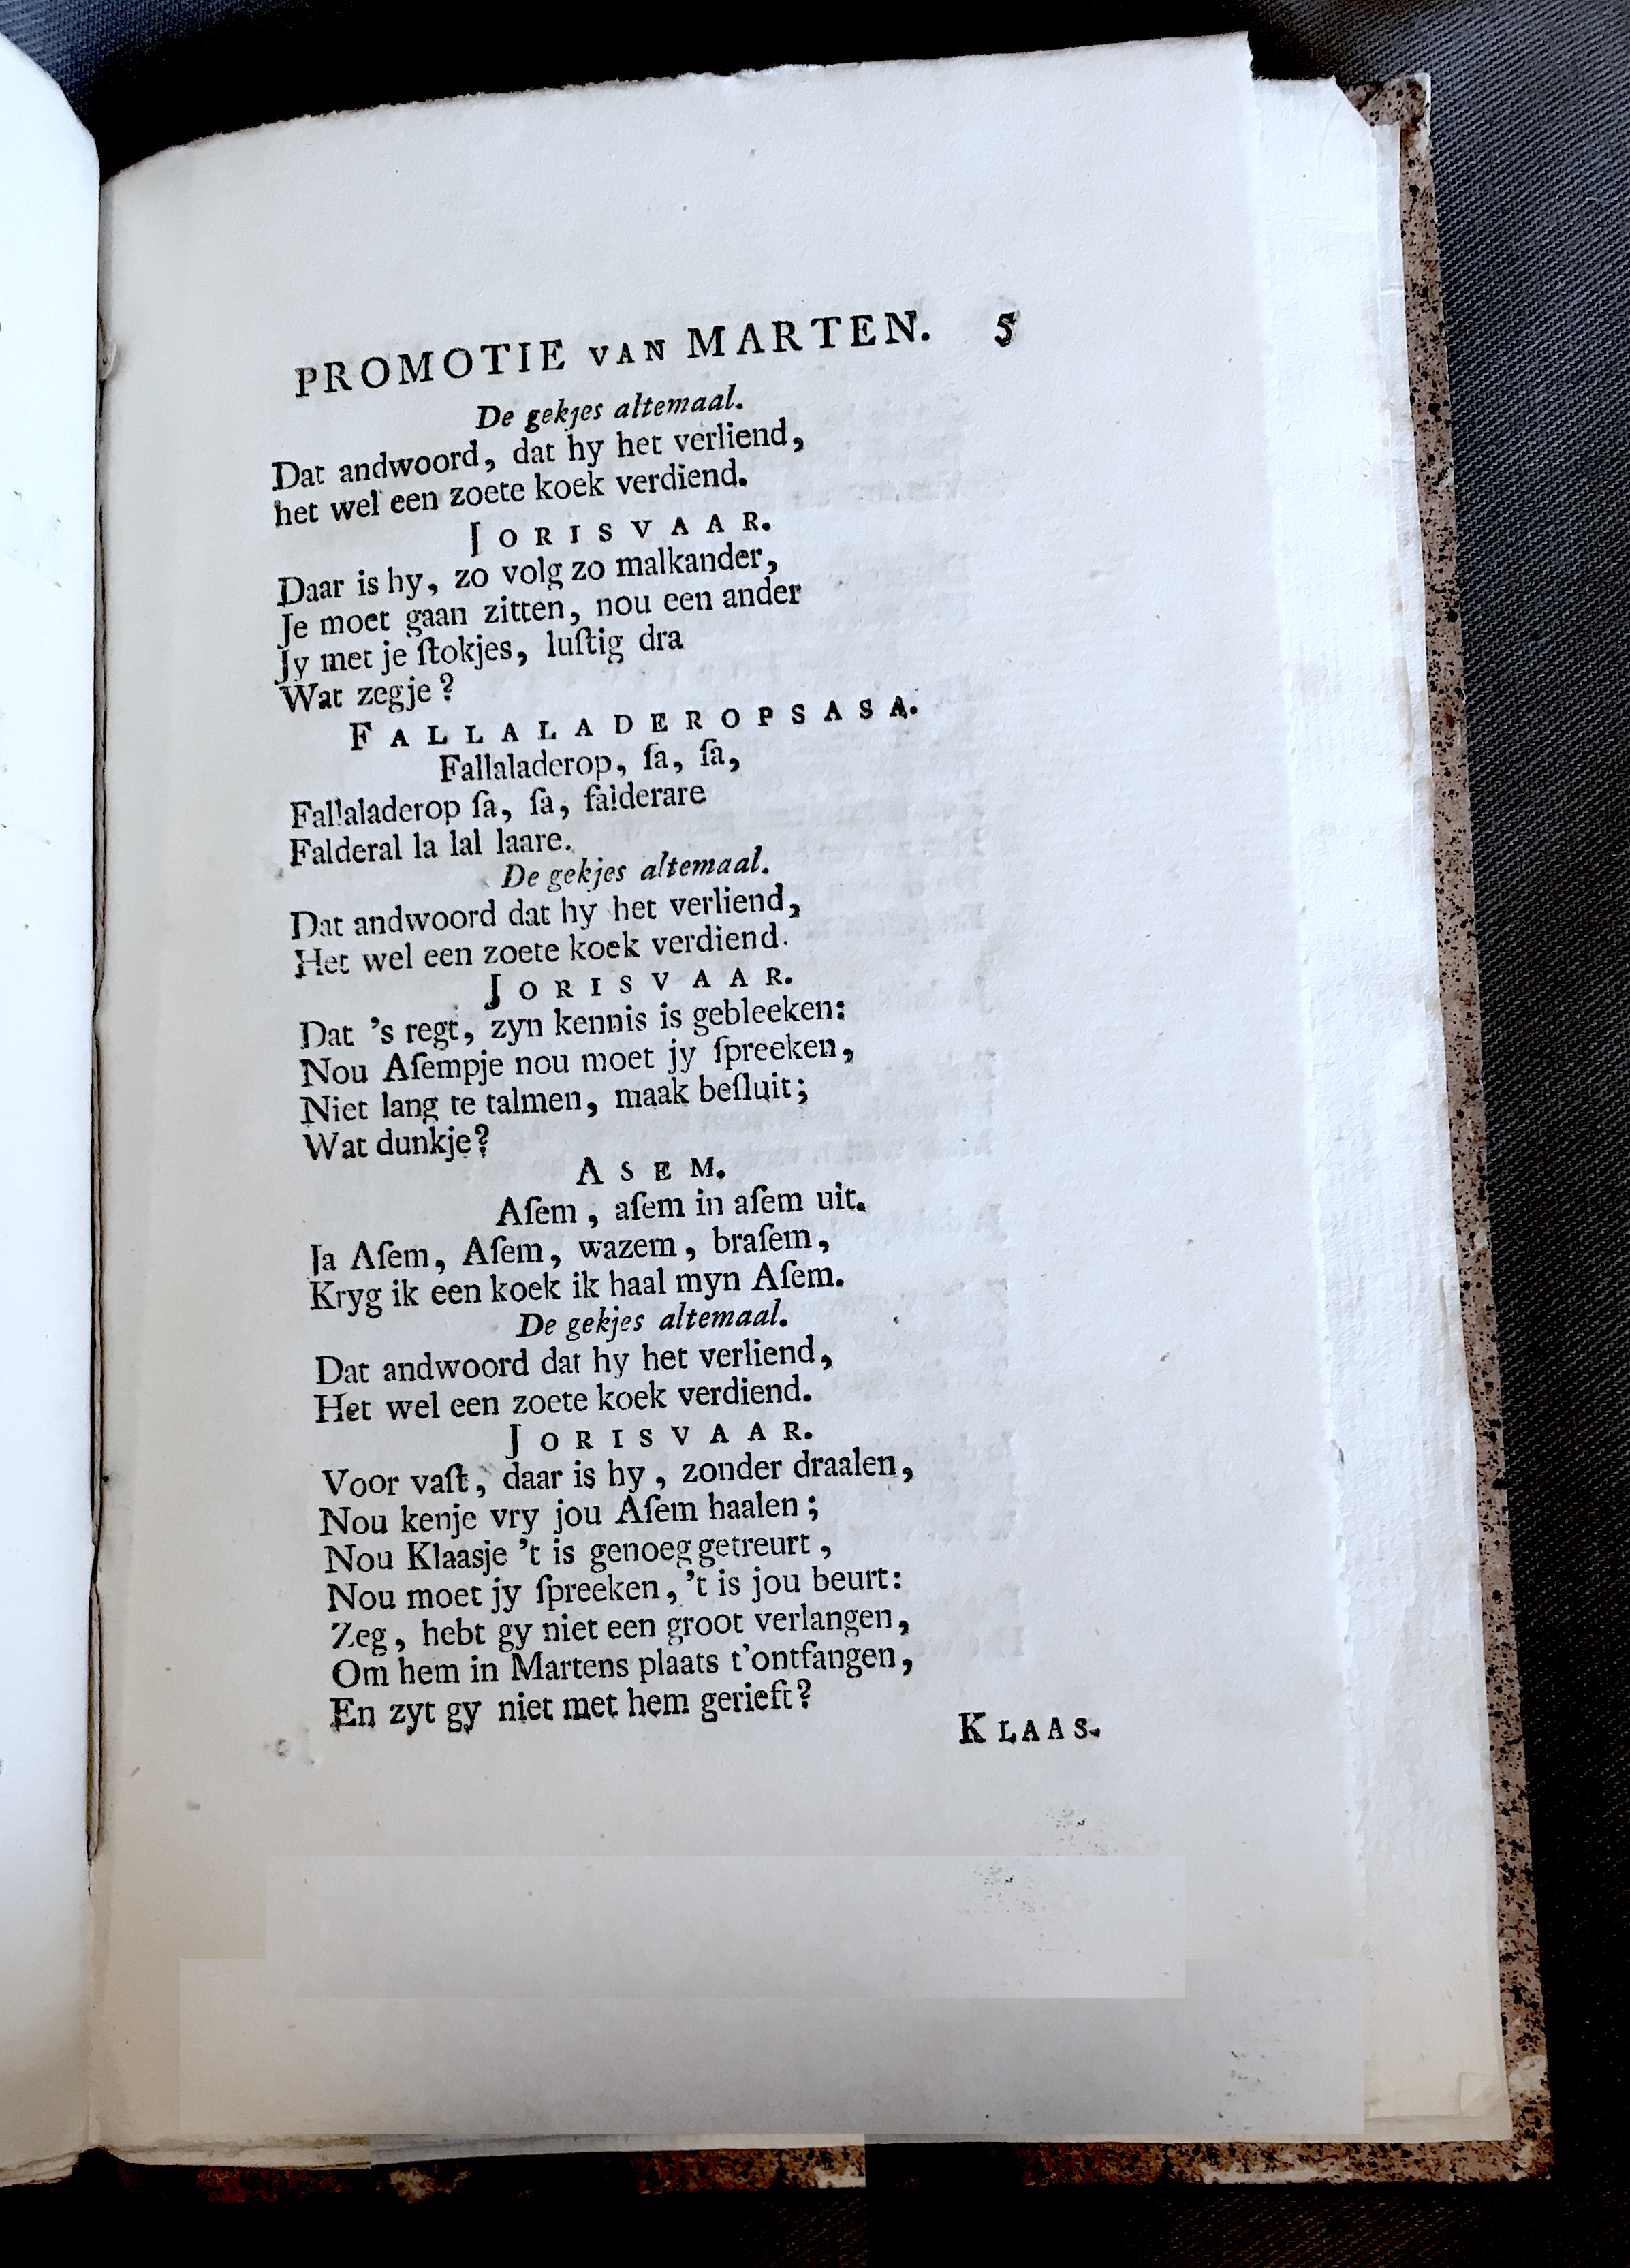 PROMOTIE VAN MARTEN. 5
De gekjes altemaal.
Dat andwoord, dat hy het verliend,
het wel een zoete koek verdiend.
JORISVAAR.
Daar is hy, zo volg zo malkander,
Je moet gaan zitten, nou een ander
Jy met je ſtokjes, luſtig dra
Wat zegje?
FALLALADEROPSASA.
Fallaladerop, ſa, ſa,
Fallaladerop ſa, ſa, falderare
Falderal la lal laare.
De gekjes altemaal.
Dat andwoord dat hy het verliend,
Het wel een zoete koek verdiend.
JORISVAAR.
Dat 's regt, zyn kennis is gebleeken:
Nou Aſempje nou moet jy ſpreeken,
Niet lang te talmen, maak beſluit;
Wat dunkje?
ASEM.
Aſem, aſem in aſem uit.
Ja Aſem, Aſem, wazem, braſem,
Kryg ik een koek ik haal myn Aſem.
De gekjes altemaal.
Dat andwoord dat hy het verliend,
Het wel een zoete koek verdiend.
JORISVAAR.
Voor vaſt, daar is hy, zonder draalen,
Nou kenje vry jou Aſem haalen;
Nou Klaasje 't is genoeg getreurt,
Nou moet jy ſpreeken, 't is jou beurt:
Zeg, hebt gy niet een groot verlangen,
Om hem in Martens plaats t'ontfangen,
En zyt gy niet met hem gerieft?
KLAAS.